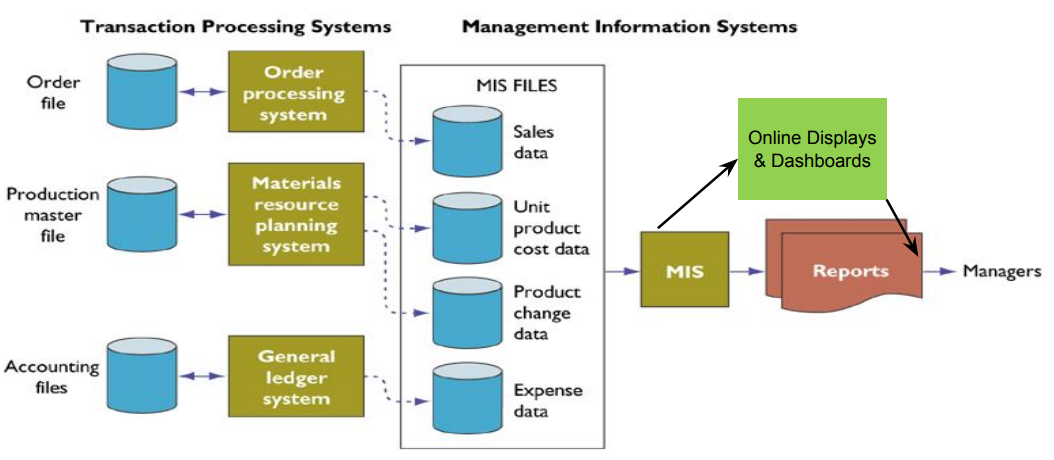 Transaction Processing Systems
Management Information Systems
Order
file
Order
processing
system
Production
master
file
Materials
resource
planning
system
Accounting
files
General
ledger
system
MIS FILES
Sales
data
Unit
product
cost data
Product
change
data
Expense
data
MIS
Online Displays
& Dashboards
Reports
Managers